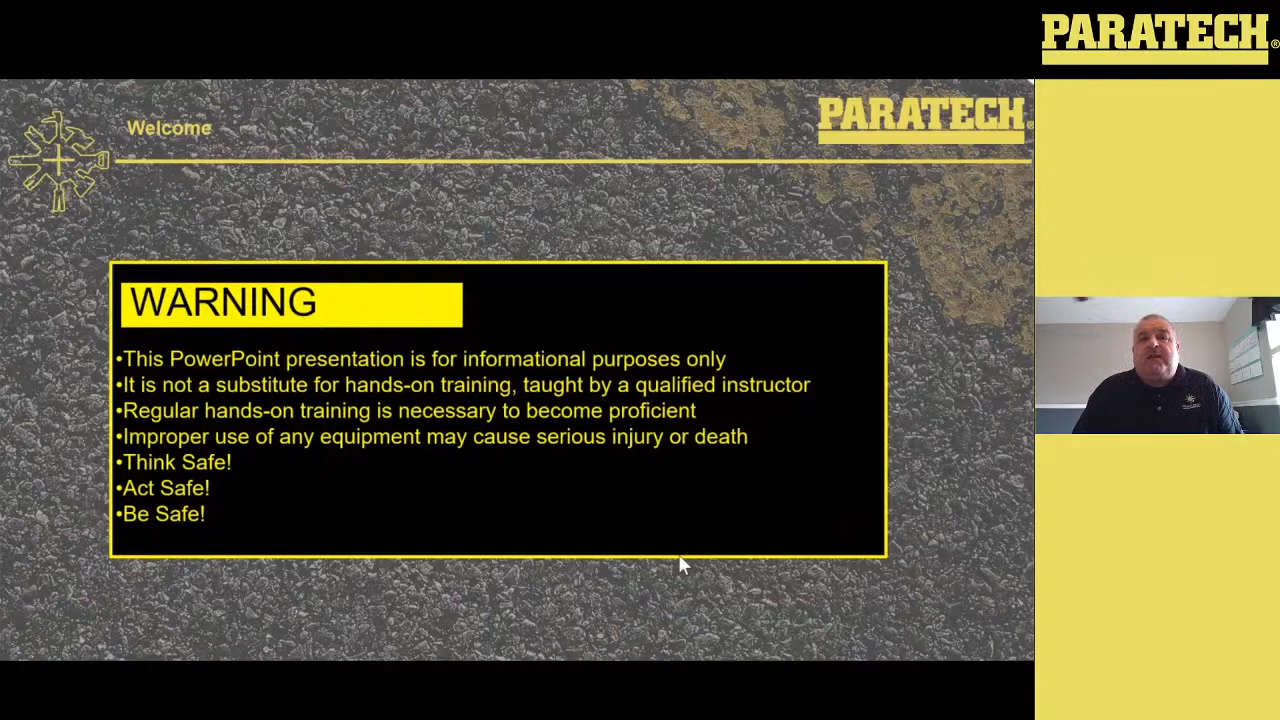 PARATECH®
Welcome
PARATECH®
WARNING
•This PowerPoint presentation is for informational purposes only
•It is not a substitute for hands-on training, taught by a qualified instructor
•Regular hands-on training is necessary to become proficient
•Improper use of any equipment may cause serious injury or death
•Think Safe!
•Act Safe!
•Be Safe!